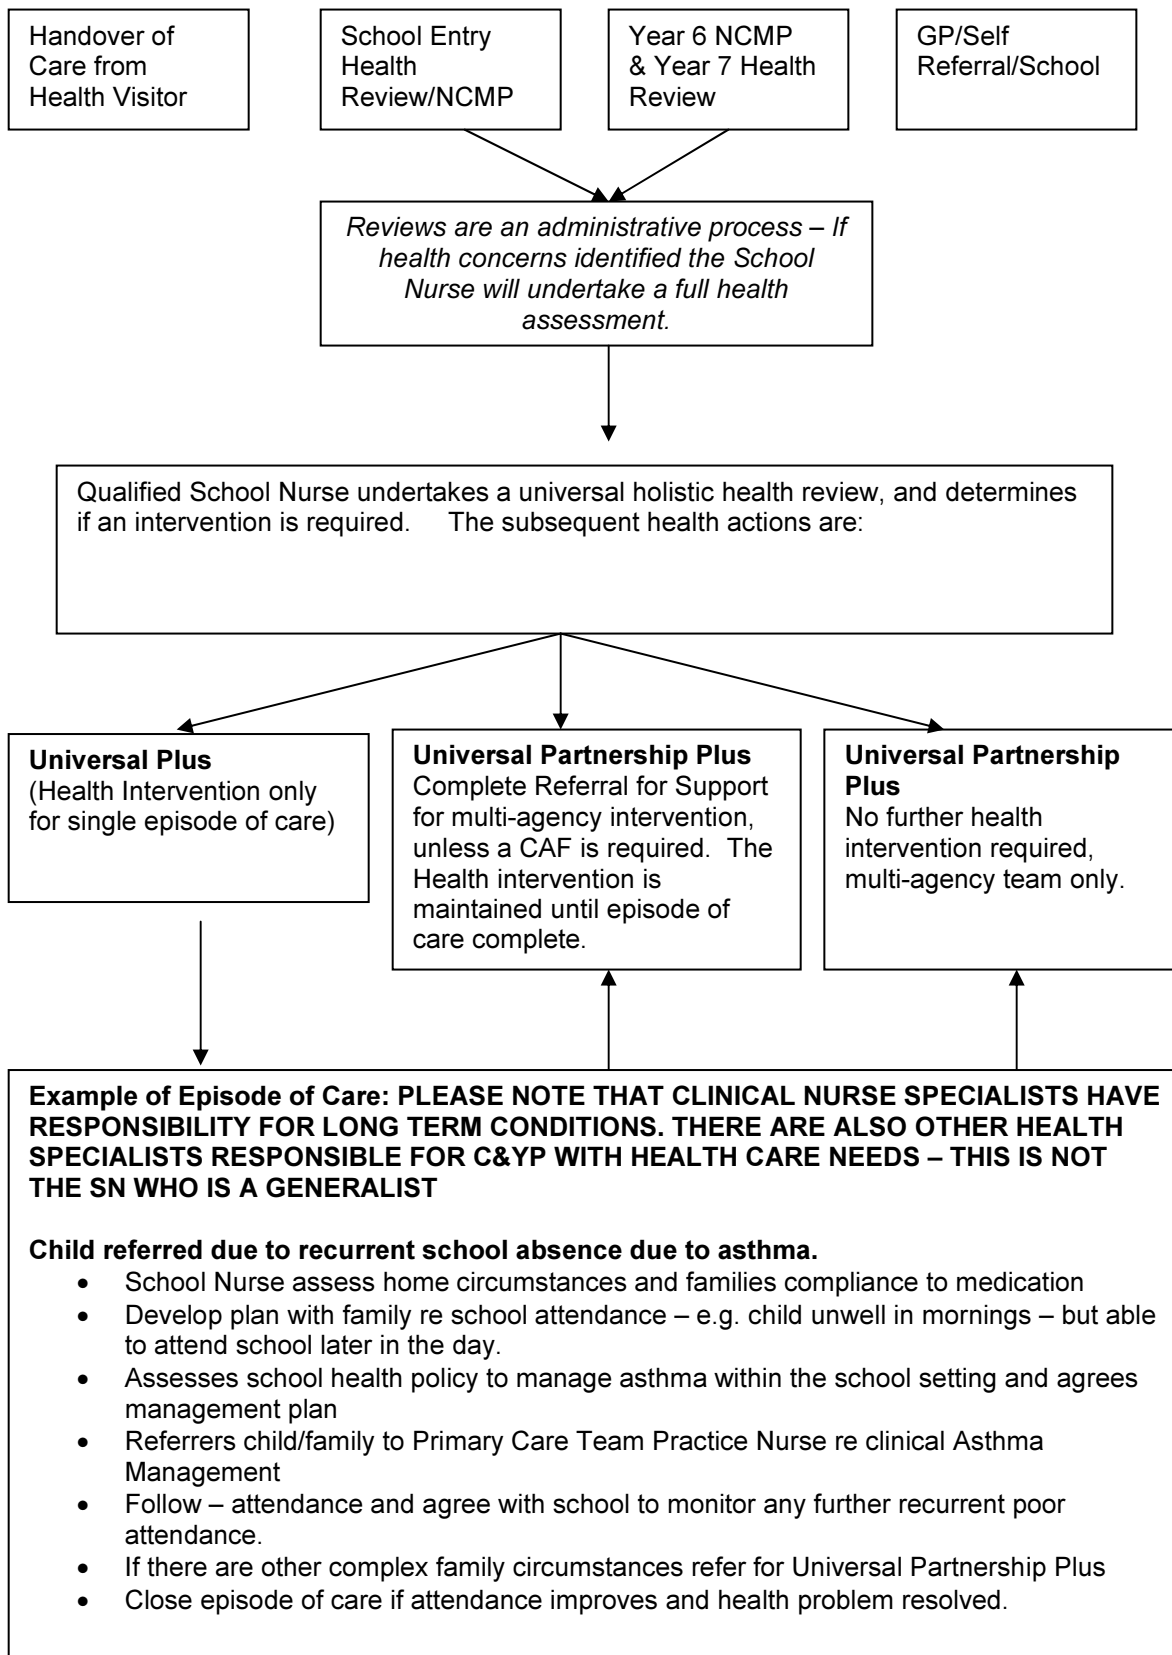 Handover of
Care from
Health Visitor
School Entry
Health
Review/NCMP
Year 6 NCMP
& Year 7 Health
Review
GP/Self
Referral/School
Reviews are an administrative process – If
health concerns identified the School
Nurse will undertake a full health
assessment.
Qualified School Nurse undertakes a universal holistic health review, and determines
if an intervention is required. The subsequent health actions are:
Universal Plus
(Health Intervention only
for single episode of care)
Universal Partnership Plus
Complete Referral for Support
for multi-agency intervention,
unless a CAF is required. The
Health intervention is
maintained until episode of
care complete.
Universal Partnership
Plus
No further health
intervention required,
multi-agency team only.
Example of Episode of Care: PLEASE NOTE THAT CLINICAL NURSE SPECIALISTS HAVE
RESPONSIBILITY FOR LONG TERM CONDITIONS. THERE ARE ALSO OTHER HEALTH
SPECIALISTS RESPONSIBLE FOR C&YP WITH HEALTH CARE NEEDS – THIS IS NOT
THE SN WHO IS A GENERALIST
Child referred due to recurrent school absence due to asthma.
• School Nurse assess home circumstances and families compliance to medication
• Develop plan with family re school attendance – e.g. child unwell in mornings – but able
to attend school later in the day.
• Assesses school health policy to manage asthma within the school setting and agrees
management plan
• Referrers child/family to Primary Care Team Practice Nurse re clinical Asthma
Management
• Follow – attendance and agree with school to monitor any further recurrent poor
attendance.
• If there are other complex family circumstances refer for Universal Partnership Plus
• Close episode of care if attendance improves and health problem resolved.